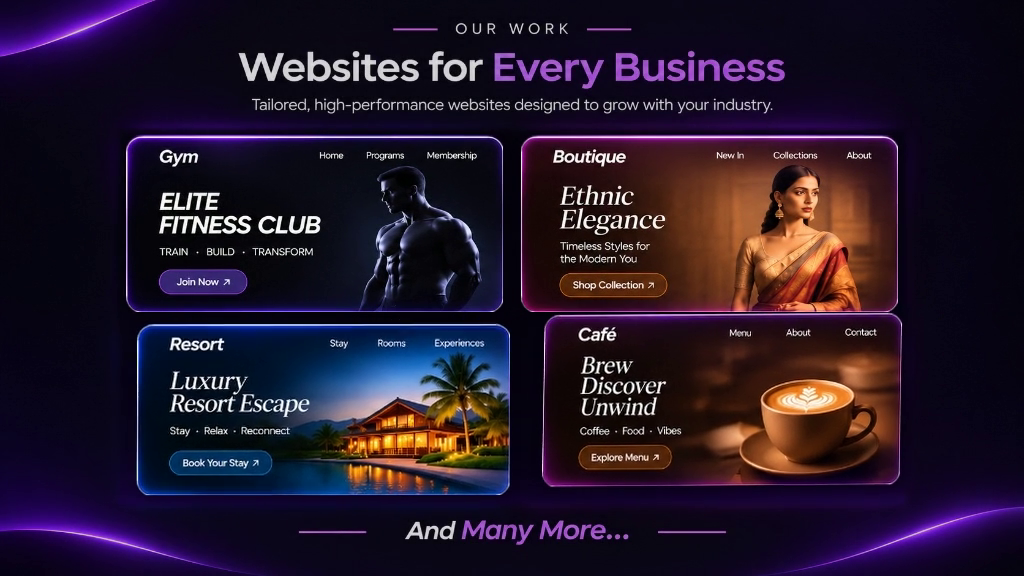 OUR WORK
Websites for Every Business
Tailored, high-performance websites designed to grow with your industry.
Gym
Home Programs Membership
ELITE
FITNESS CLUB
TRAIN · BUILD · TRANSFORM
Join Now ↗
Boutique
New In Collections About
Ethnic
Elegance
Timeless Styles for
the Modern You
Shop Collection ↗
Resort
Stay Rooms Experiences
Luxury
Resort Escape
Stay · Relax · Reconnect
Book Your Stay ↗
Café
Menu About Contact
Brew
Discover
Unwind
Coffee · Food · Vibes
Explore Menu ↗
And Many More...